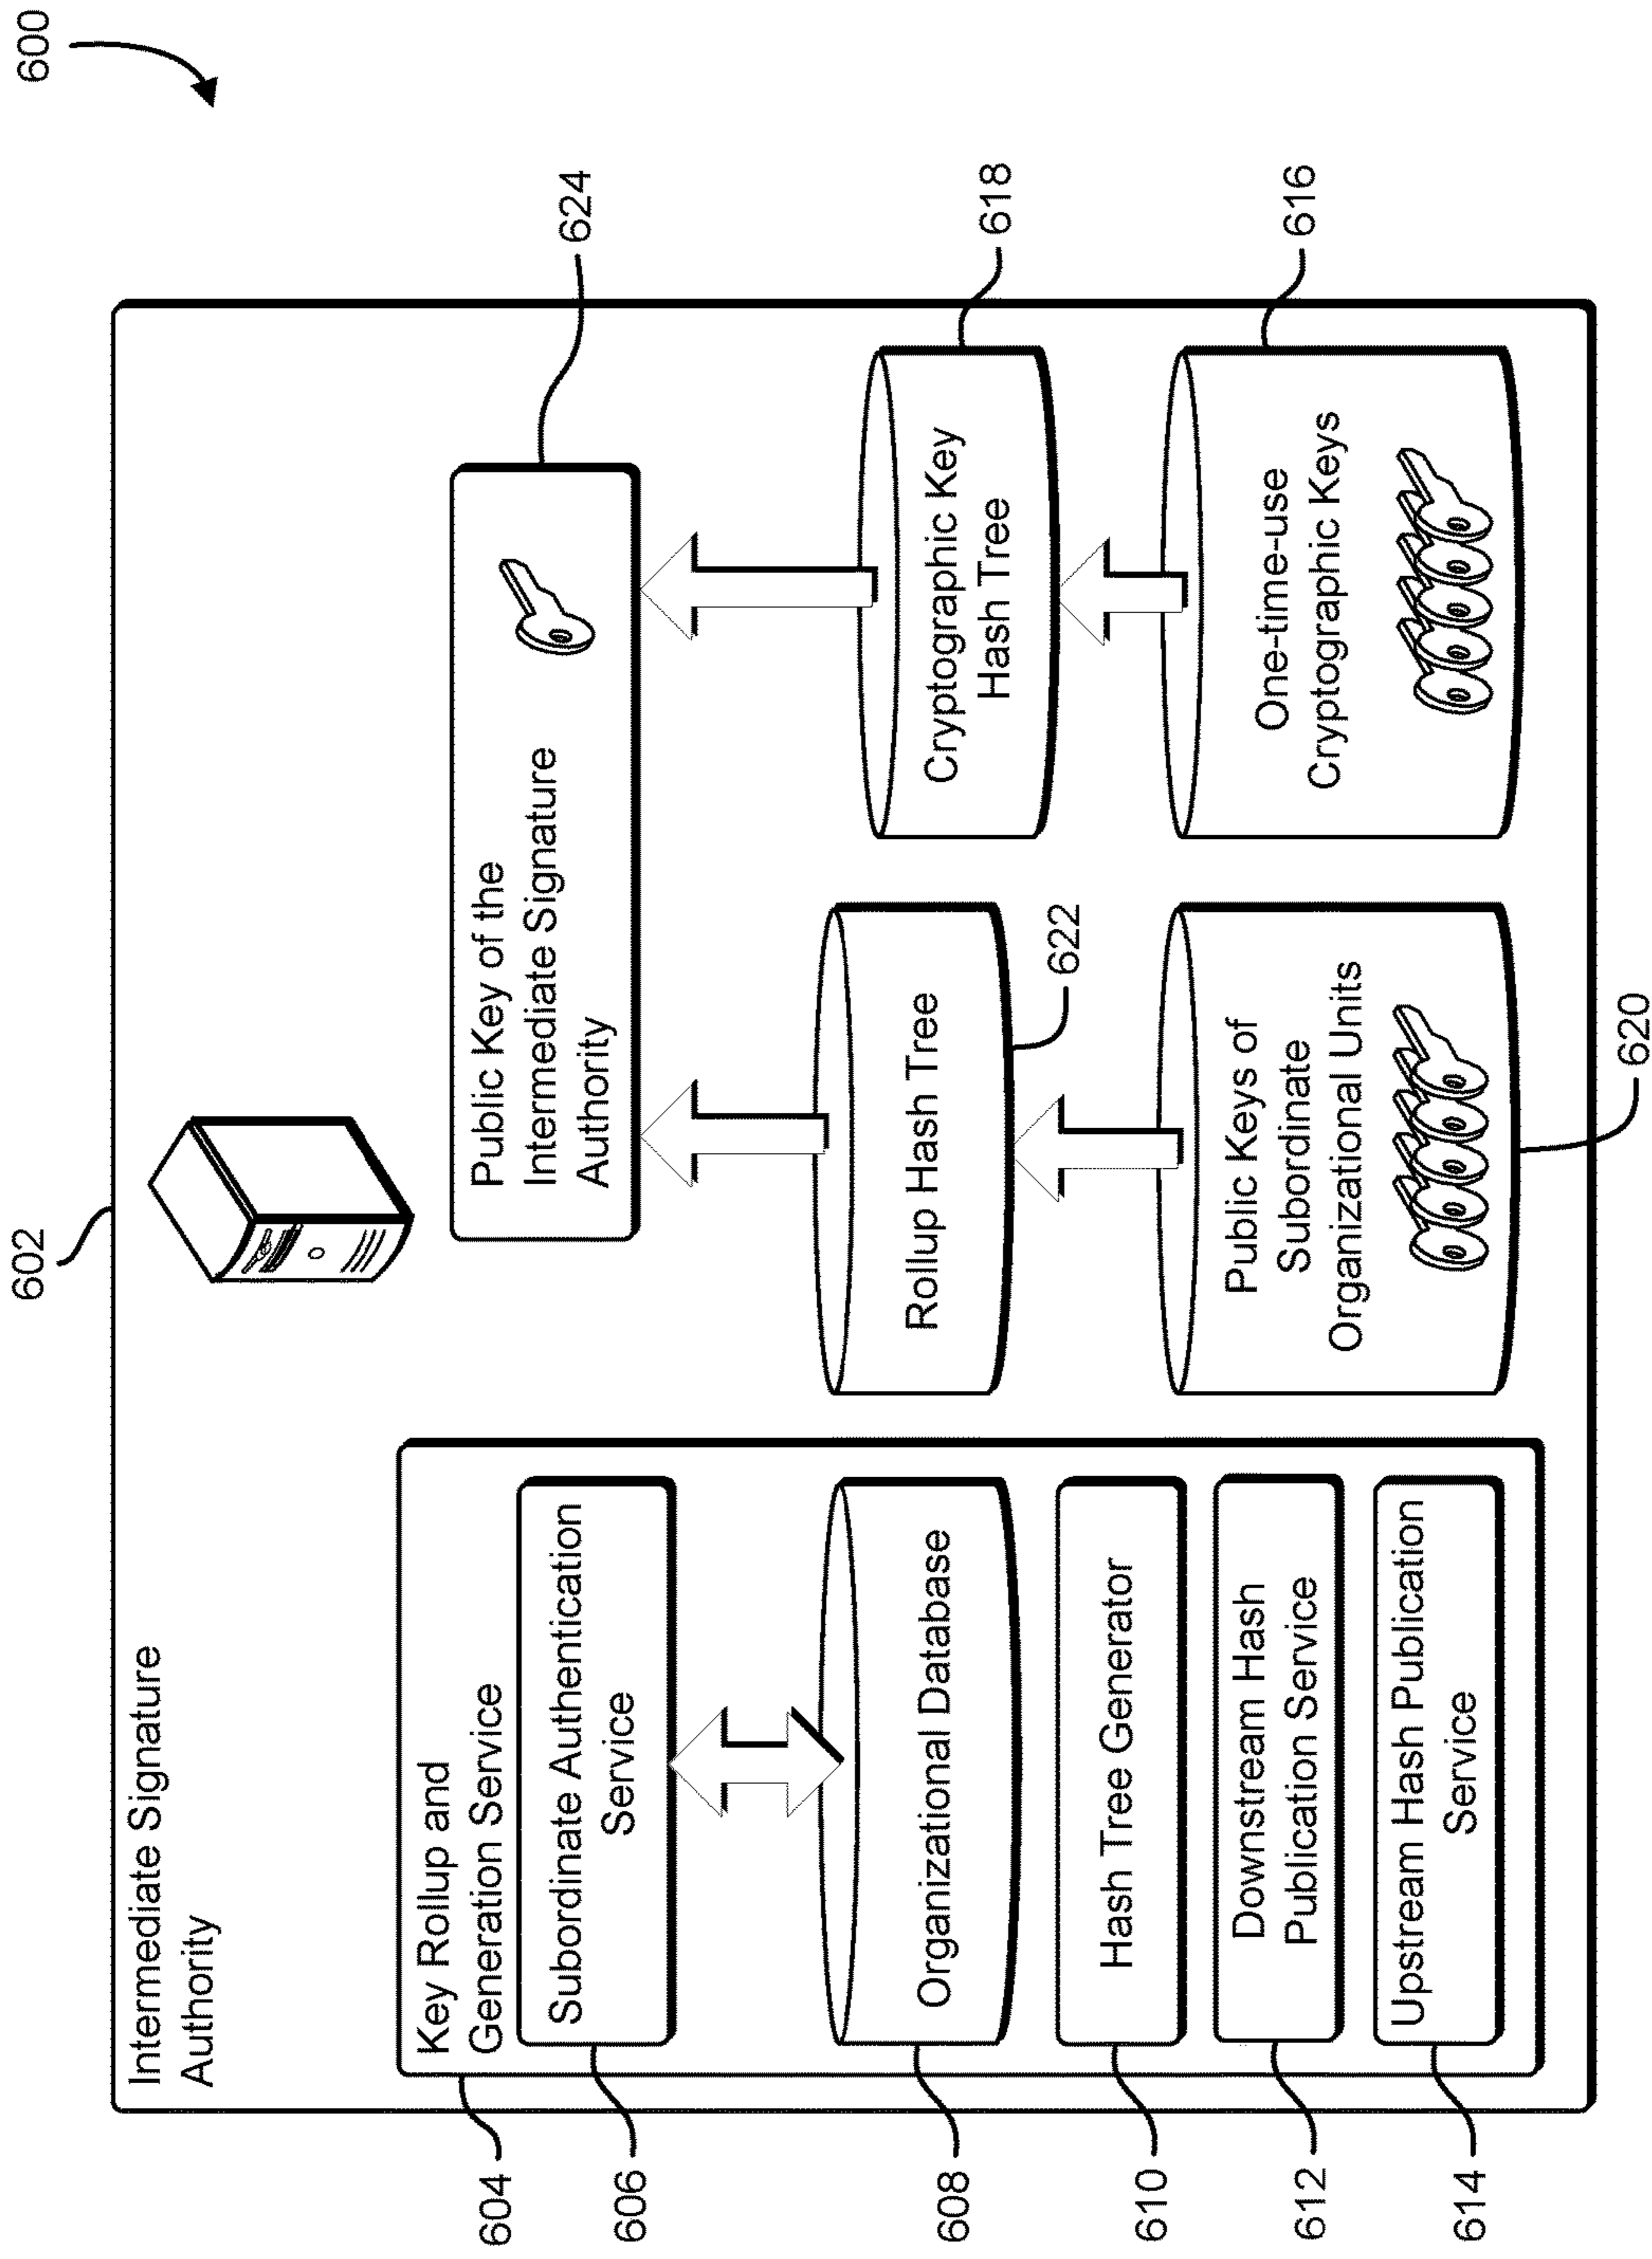 600
602
Intermediate Signature
Authority
604
Key Rollup and
Generation Service
606
Subordinate Authentication
Service
608
Organizational Database
610
Hash Tree Generator
612
Downstream Hash
Publication Service
614
Upstream Hash Publication
Service
Public Key of the
Intermediate Signature
Authority
624
Rollup Hash Tree
622
Cryptographic Key
Hash Tree
618
Public Keys of
Subordinate
Organizational Units
620
One-time-use
Cryptographic Keys
616